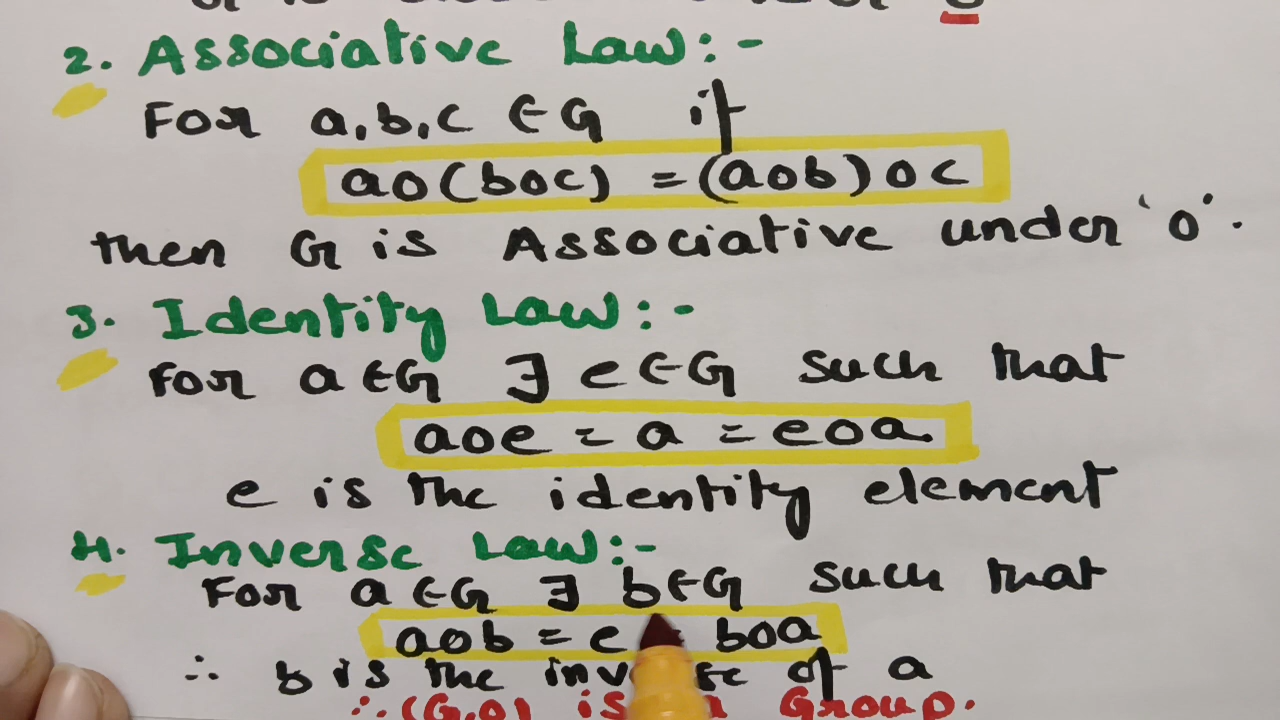 2. Associative Law:-
For a,b,c ∈ G if
ao(boc) = (aob)oc
then G is Associative under 'o'.
3. Identity Law:-
For a ∈ G ∃ e ∈ G such that
aoe = a = eoa.
e is the identity element
4. Inverse Law:-
For a ∈ G ∃ b ∈ G such that
aob = e = boa
∴ b is the inverse of a
∴ (G,o) is a Group.